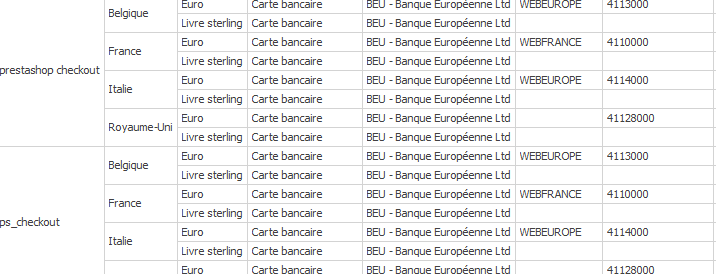 Belgique Euro Carte bancaire BEU - Banque Européenne Ltd WEBEUROPE 4113000
Livre sterling Carte bancaire BEU - Banque Européenne Ltd
France Euro Carte bancaire BEU - Banque Européenne Ltd WEBFRANCE 4110000
Livre sterling Carte bancaire BEU - Banque Européenne Ltd
prestashop checkout
Italie Euro Carte bancaire BEU - Banque Européenne Ltd WEBEUROPE 4114000
Livre sterling Carte bancaire BEU - Banque Européenne Ltd
Royaume-Uni Euro Carte bancaire BEU - Banque Européenne Ltd 41128000
Livre sterling Carte bancaire BEU - Banque Européenne Ltd
Belgique Euro Carte bancaire BEU - Banque Européenne Ltd WEBEUROPE 4113000
Livre sterling Carte bancaire BEU - Banque Européenne Ltd
France Euro Carte bancaire BEU - Banque Européenne Ltd WEBFRANCE 4110000
Livre sterling Carte bancaire BEU - Banque Européenne Ltd
ps_checkout
Italie Euro Carte bancaire BEU - Banque Européenne Ltd WEBEUROPE 4114000
Livre sterling Carte bancaire BEU - Banque Européenne Ltd
Euro Carte bancaire BEU - Banque Européenne Ltd 41128000